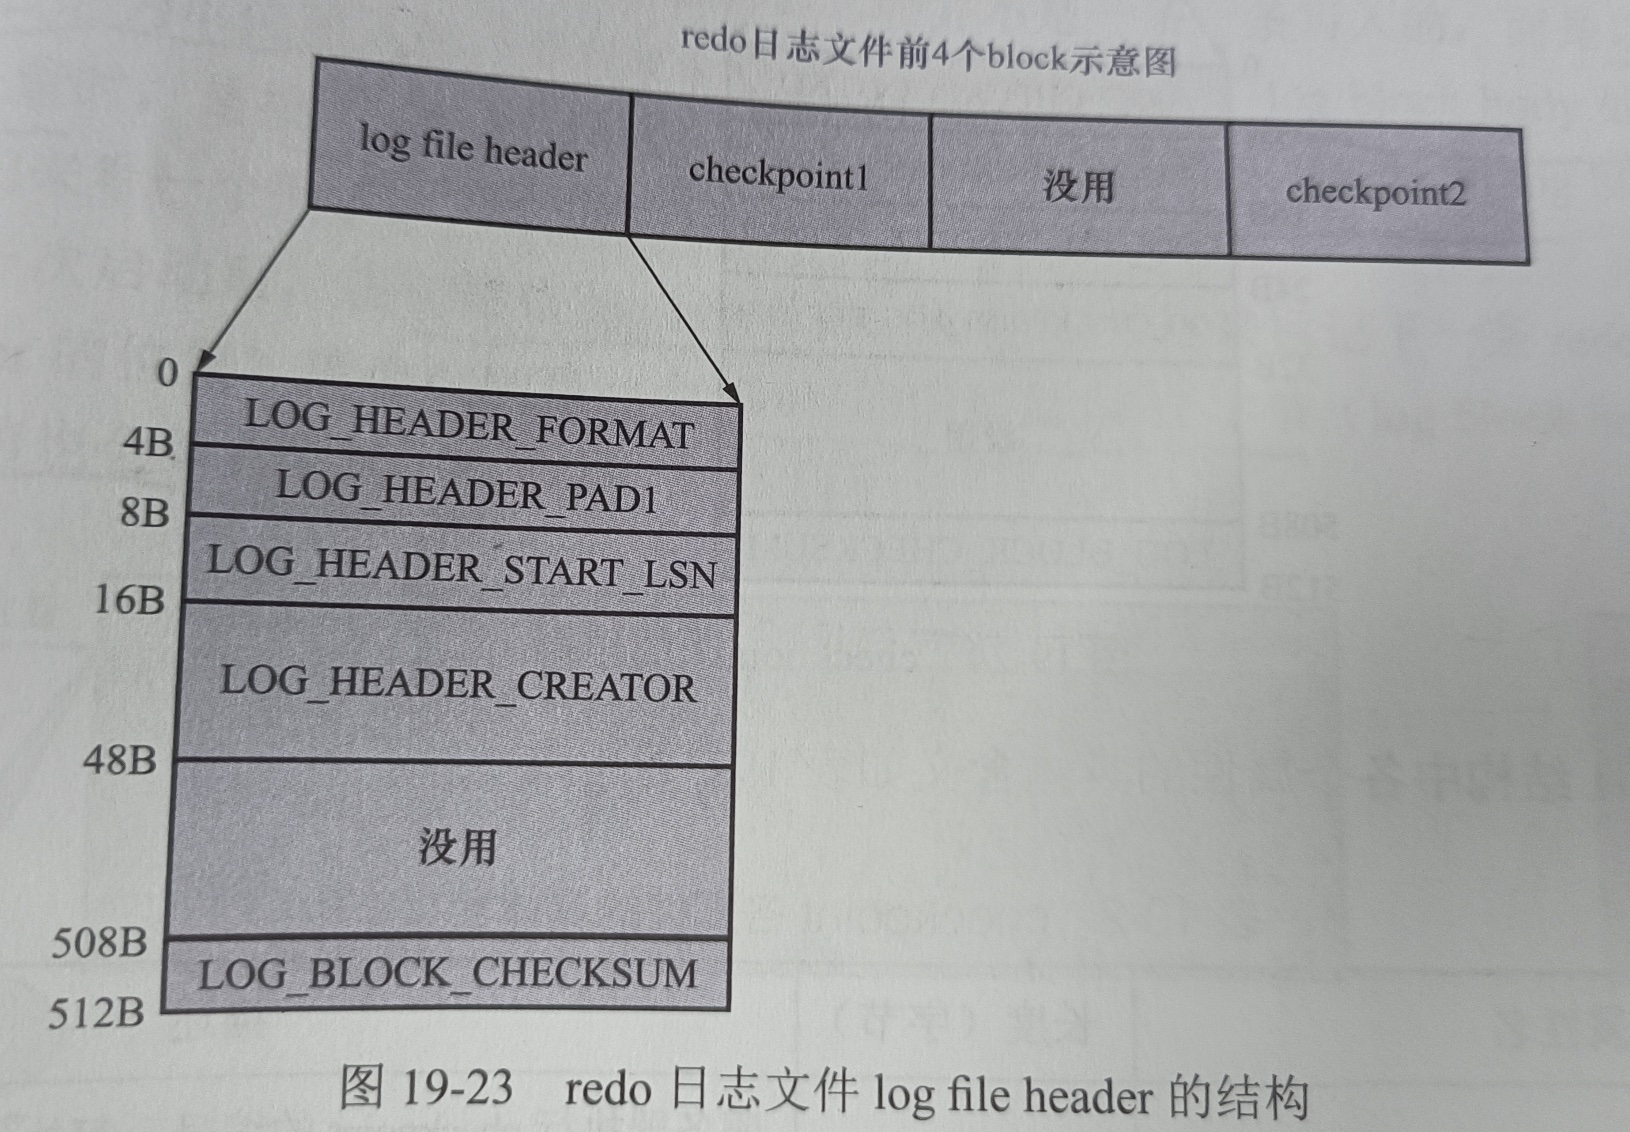 redo日志文件前4个block示意图
log file header
checkpoint1
没用
checkpoint2
0
LOG_HEADER_FORMAT
4B
LOG_HEADER_PAD1
8B
LOG_HEADER_START_LSN
16B
LOG_HEADER_CREATOR
48B
没用
508B
LOG_BLOCK_CHECKSUM
512B
图 19-23 redo 日志文件 log file header 的结构